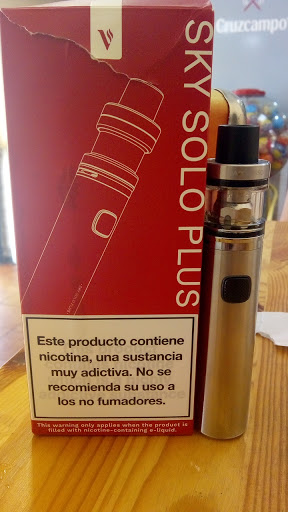 V
Cruzcampo
SKY SOLO PLUS
Este producto contiene
nicotina, una sustancia
muy adictiva. No se
recomienda su uso a
los no fumadores.
This warning only applies when the product is
filled with nicotine-containing e-liquid.